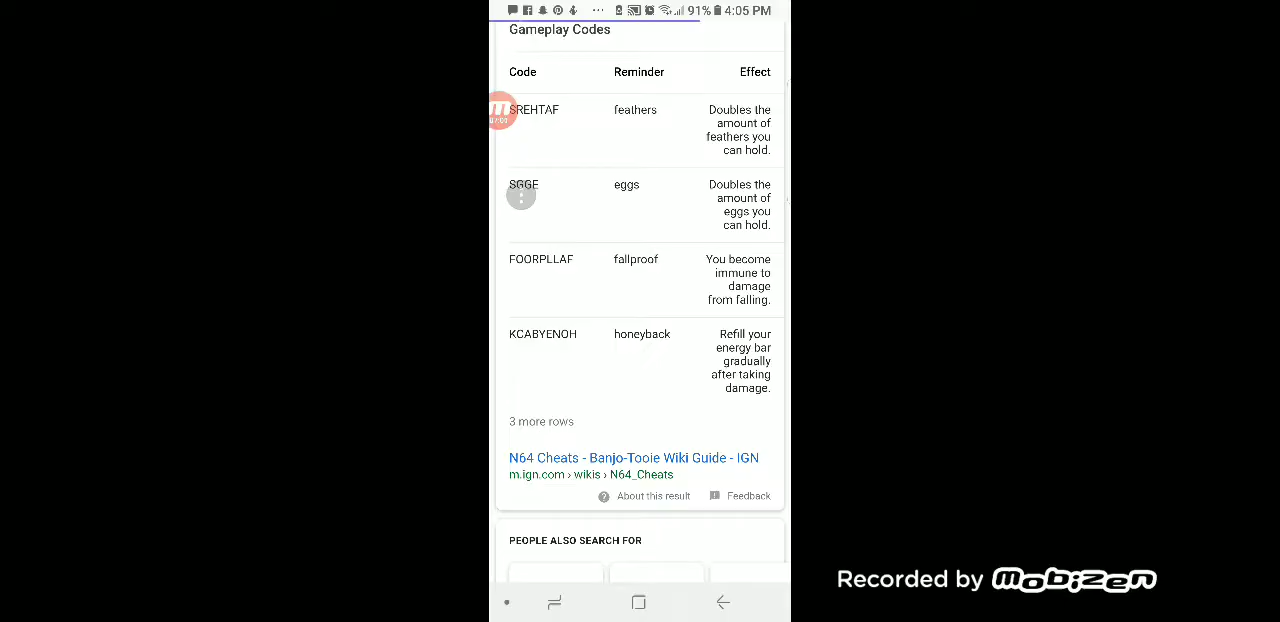 91% 4:05 PM
Gameplay Codes
Code Reminder Effect
SREHTAF feathers Doubles the
amount of
feathers you
can hold.
SGGE eggs Doubles the
amount of
eggs you
can hold.
FOORPLLAF fallproof You become
immune to
damage
from falling.
KCABYENOH honeyback Refill your
energy bar
gradually
after taking
damage.
3 more rows
N64 Cheats - Banjo-Tooie Wiki Guide - IGN
m.ign.com › wikis › N64_Cheats
About this result Feedback
PEOPLE ALSO SEARCH FOR
Recorded by mobizen